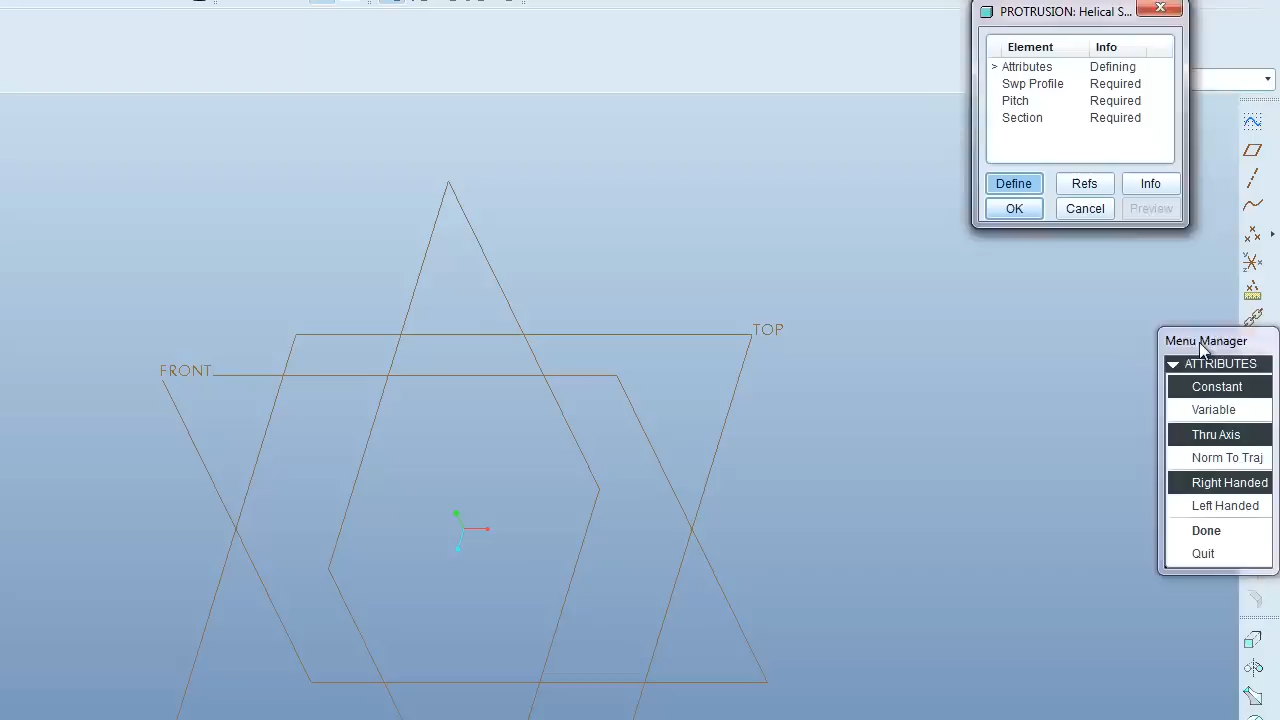 PROTRUSION: Helical S...
Element Info
> Attributes Defining
Swp Profile Required
Pitch Required
Section Required
Define Refs Info
OK Cancel Preview
TOP
FRONT
Menu Manager
ATTRIBUTES
Constant
Variable
Thru Axis
Norm To Traj
Right Handed
Left Handed
Done
Quit